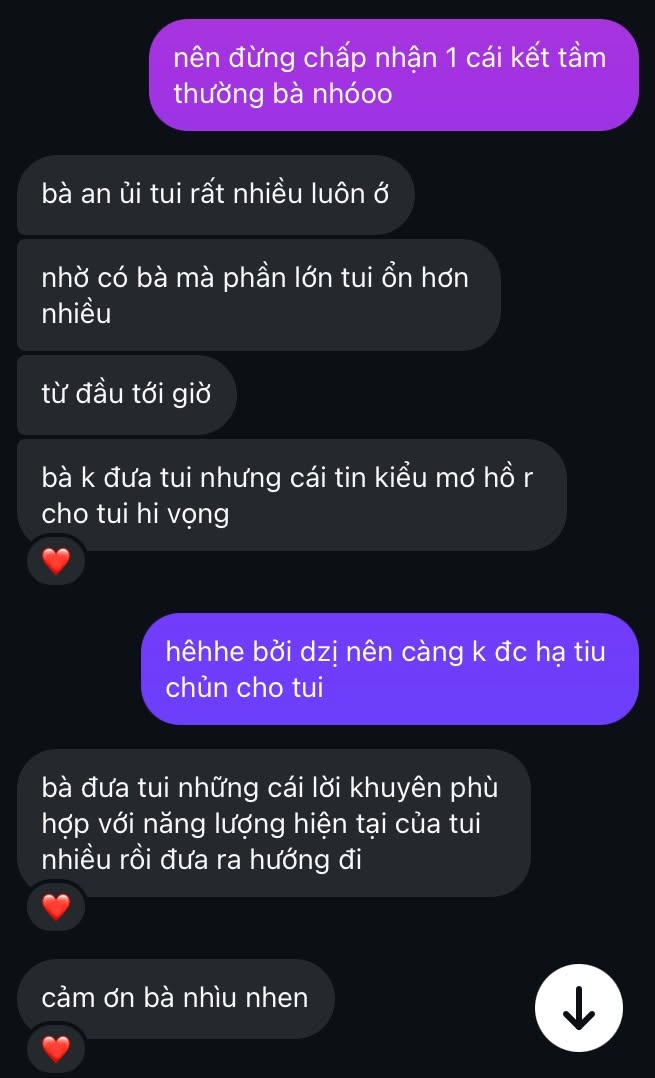 nên đừng chấp nhận 1 cái kết tầm
thường bà nhóoo
bà an ủi tui rất nhiều luôn ớ
nhờ có bà mà phần lớn tui ổn hơn
nhiều
từ đầu tới giờ
bà k đưa tui nhưng cái tin kiểu mơ hồ r
cho tui hi vọng
hêhhe bởi dzị nên càng k đc hạ tiu
chủn cho tui
bà đưa tui những cái lời khuyên phù
hợp với năng lượng hiện tại của tui
nhiều rồi đưa ra hướng đi
cảm ơn bà nhìu nhen